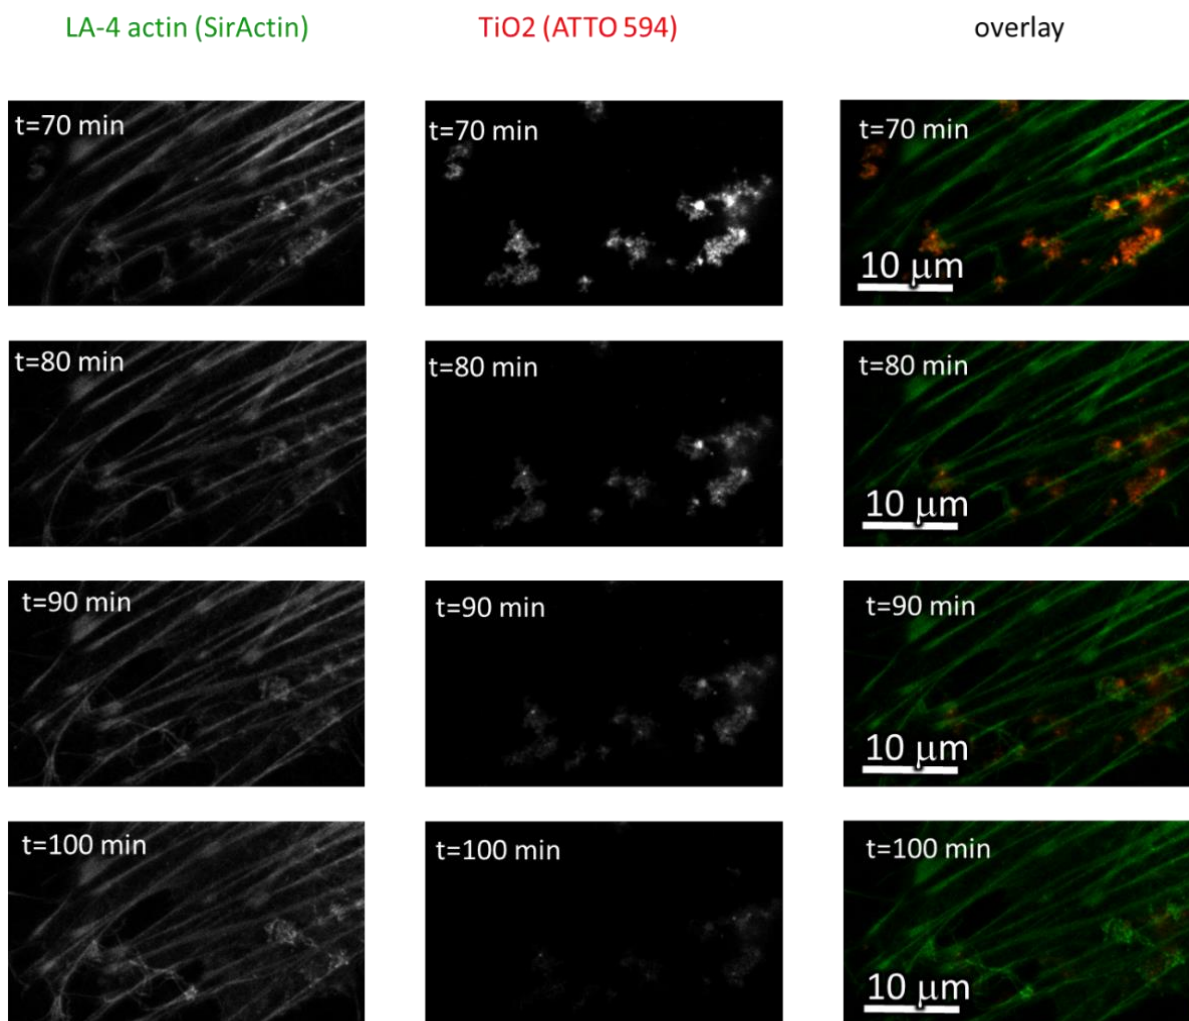 LA-4 actin (SirActin) TiO2 (ATTO 594) overlay
t=70 min t=70 min t=70 min
10 μm
t=80 min t=80 min t=80 min
10 μm
t=90 min t=90 min t=90 min
10 μm
t=100 min t=100 min t=100 min
10 μm